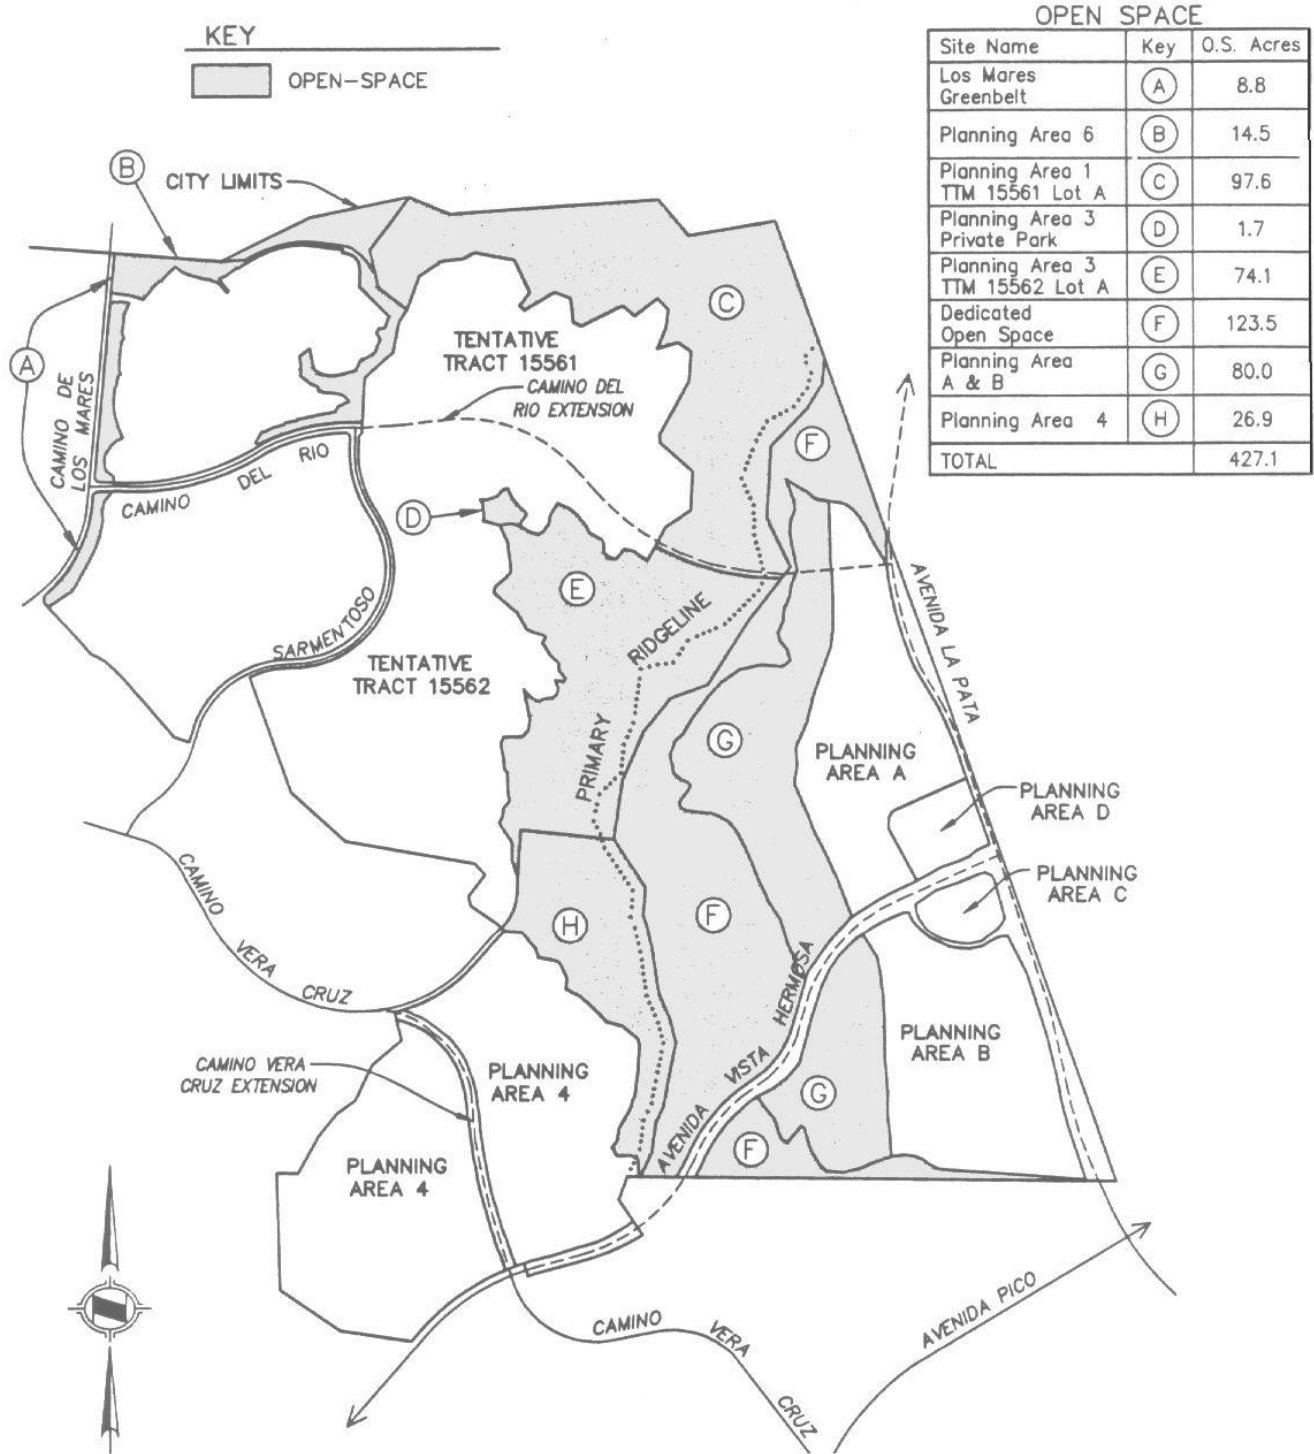 KEY
OPEN-SPACE
OPEN SPACE
Site Name Key O.S. Acres
Los Mares
Greenbelt A 8.8
Planning Area 6 B 14.5
Planning Area 1
TTM 15561 Lot A C 97.6
Planning Area 3
Private Park D 1.7
Planning Area 3
TTM 15562 Lot A E 74.1
Dedicated
Open Space F 123.5
Planning Area
A & B G 80.0
Planning Area 4 H 26.9
TOTAL 427.1
B
CITY LIMITS
A
C
TENTATIVE
TRACT 15561
CAMINO DEL
RIO EXTENSION
CAMINO DE
LOS MARES
F
CAMINO DEL RIO
D
E
SARMENTOSO
TENTATIVE
TRACT 15562
PRIMARY RIDGELINE
AVENIDA LA PATA
G
PLANNING
AREA A
PLANNING
AREA D
PLANNING
AREA C
CAMINO VERA CRUZ
H
F
AVENIDA VISTA HERMOSA
PLANNING
AREA B
CAMINO VERA
CRUZ EXTENSION
PLANNING
AREA 4
G
F
PLANNING
AREA 4
CAMINO VERA CRUZ
AVENIDA PICO